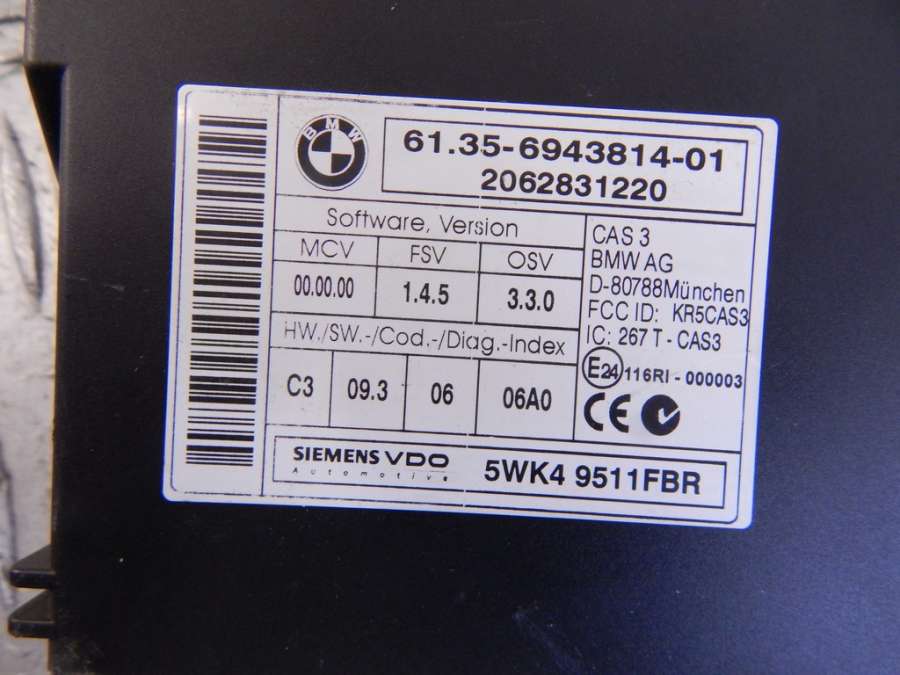 BMW
61.35-6943814-01
2062831220
Software, Version
MCV FSV OSV
00.00.00 1.4.5 3.3.0
HW./SW.-/Cod.-/Diag.-Index
C3 09.3 06 06A0
CAS 3
BMW AG
D-80788München
FCC ID: KR5CAS3
IC: 267 T - CAS3
E24 116RI - 000003
CE
SIEMENS VDO
Automotive
5WK4 9511FBR